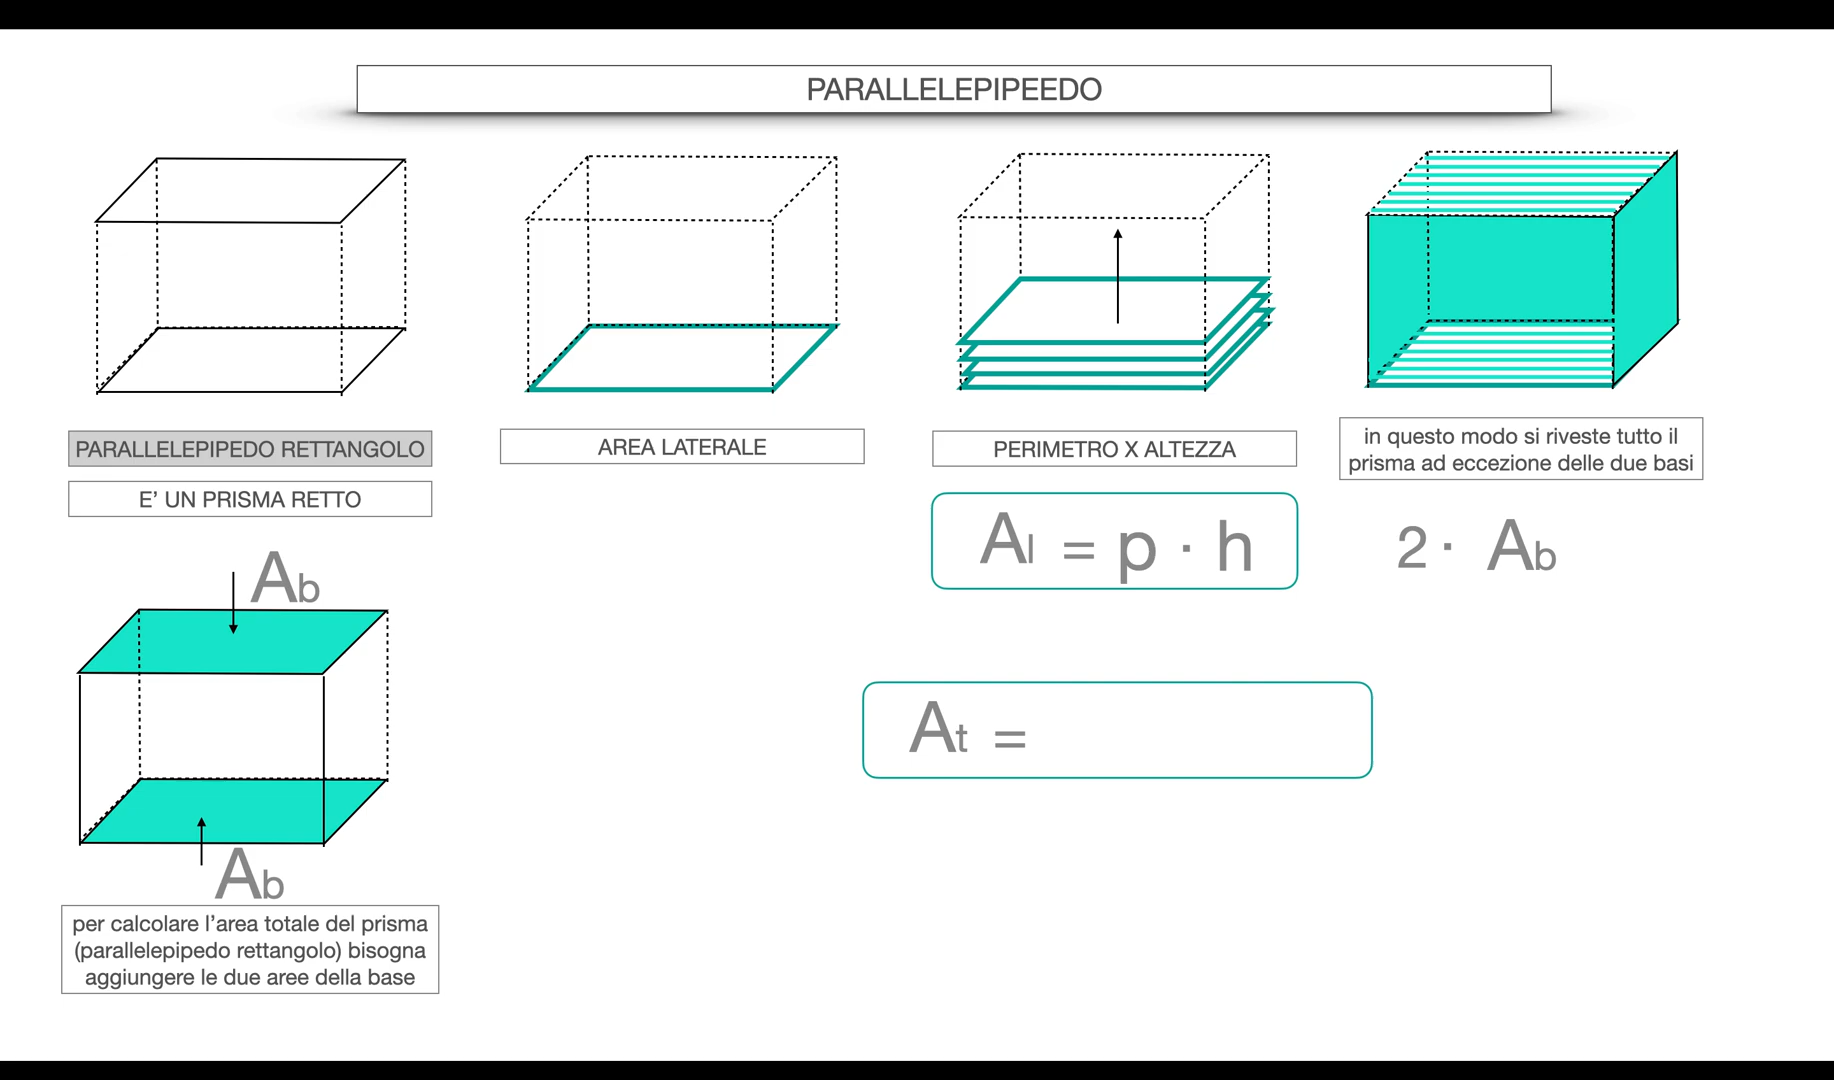 PARALLELEPIPEEDO
PARALLELEPIPEDO RETTANGOLO
E’ UN PRISMA RETTO
AREA LATERALE
PERIMETRO X ALTEZZA
in questo modo si riveste tutto il
prisma ad eccezione delle due basi
Al = p · h
2 · Ab
Ab
At =
Ab
per calcolare l’area totale del prisma
(parallelepipedo rettangolo) bisogna
aggiungere le due aree della base